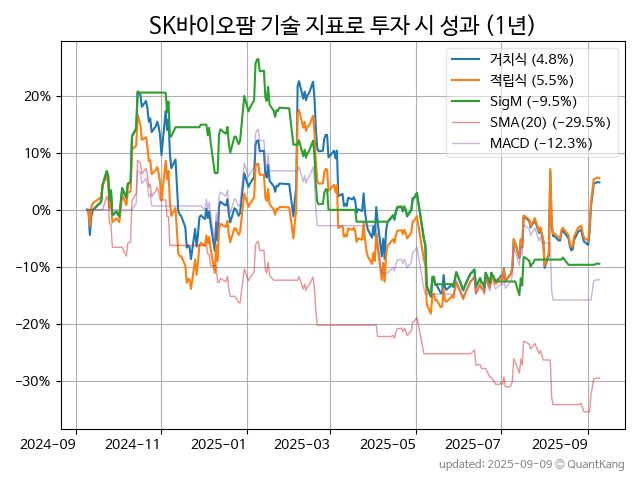 SK바이오팜 기술 지표로 투자 시 성과 (1년)
거치식 (4.8%)
적립식 (5.5%)
SigM (−9.5%)
SMA(20) (−29.5%)
MACD (−12.3%)
20%
10%
0%
−10%
−20%
−30%
2024-09
2024-11
2025-01
2025-03
2025-05
2025-07
2025-09
updated: 2025-09-09 © QuantKang